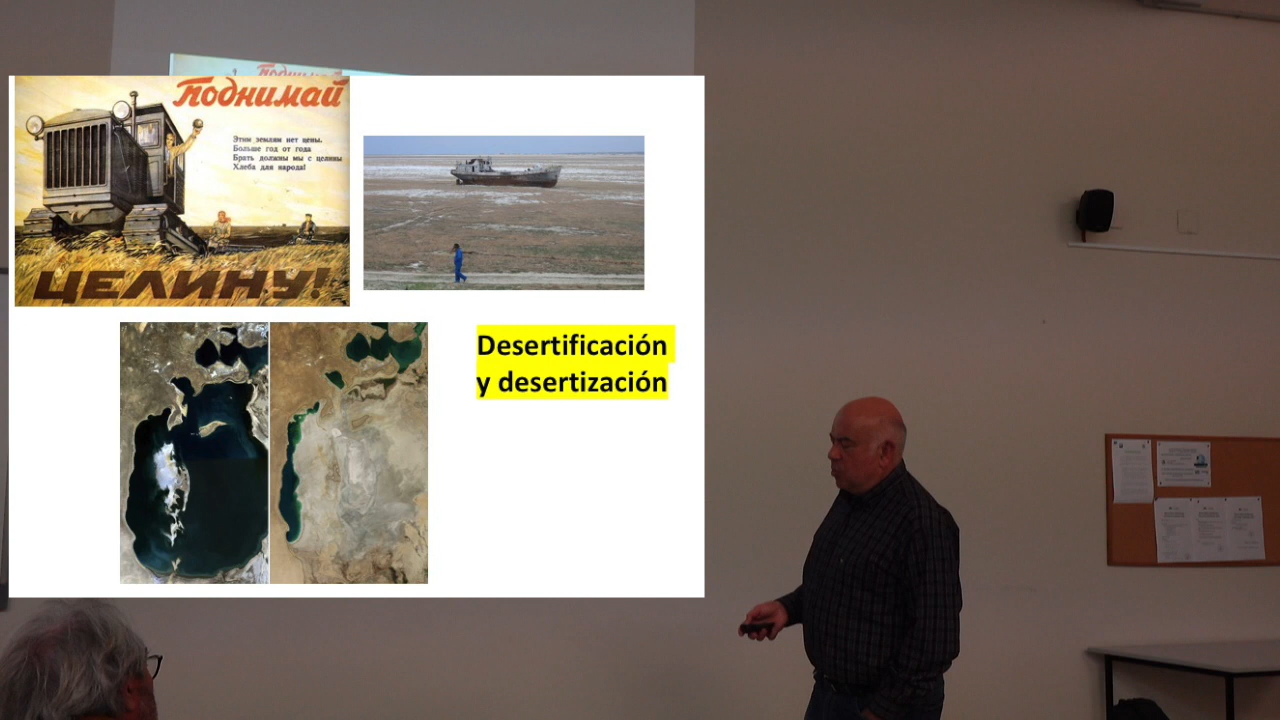 Поднимай
Этим землям нет цены,
Больше год от года
Брать должны мы с целины
Хлеба для народа!
ЦЕЛИНУ!
Desertificación
y desertización